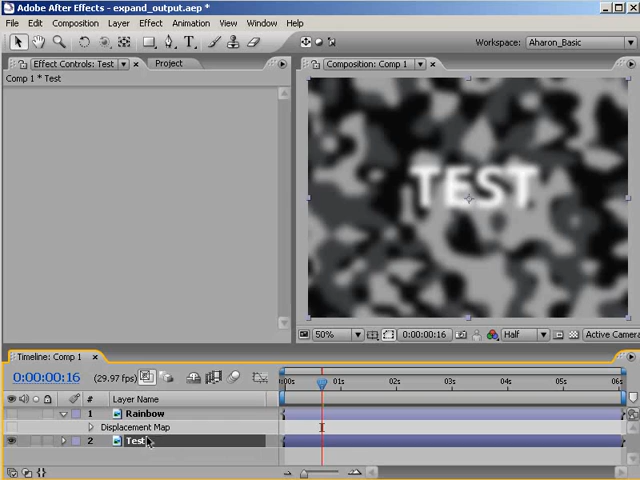 Adobe After Effects - expand_output.aep *
File Edit Composition Layer Effect Animation View Window Help
Workspace: Aharon_Basic
Effect Controls: Test Project
Comp 1 * Test
Composition: Comp 1
TEST
50% 0:00:00:16 Half Active Camera
Timeline: Comp 1
0:00:00:16 (29.97 fps)
:00s 01s 02s 03s 04s 05s 06s
# Layer Name
1 Rainbow
Displacement Map
2 Test